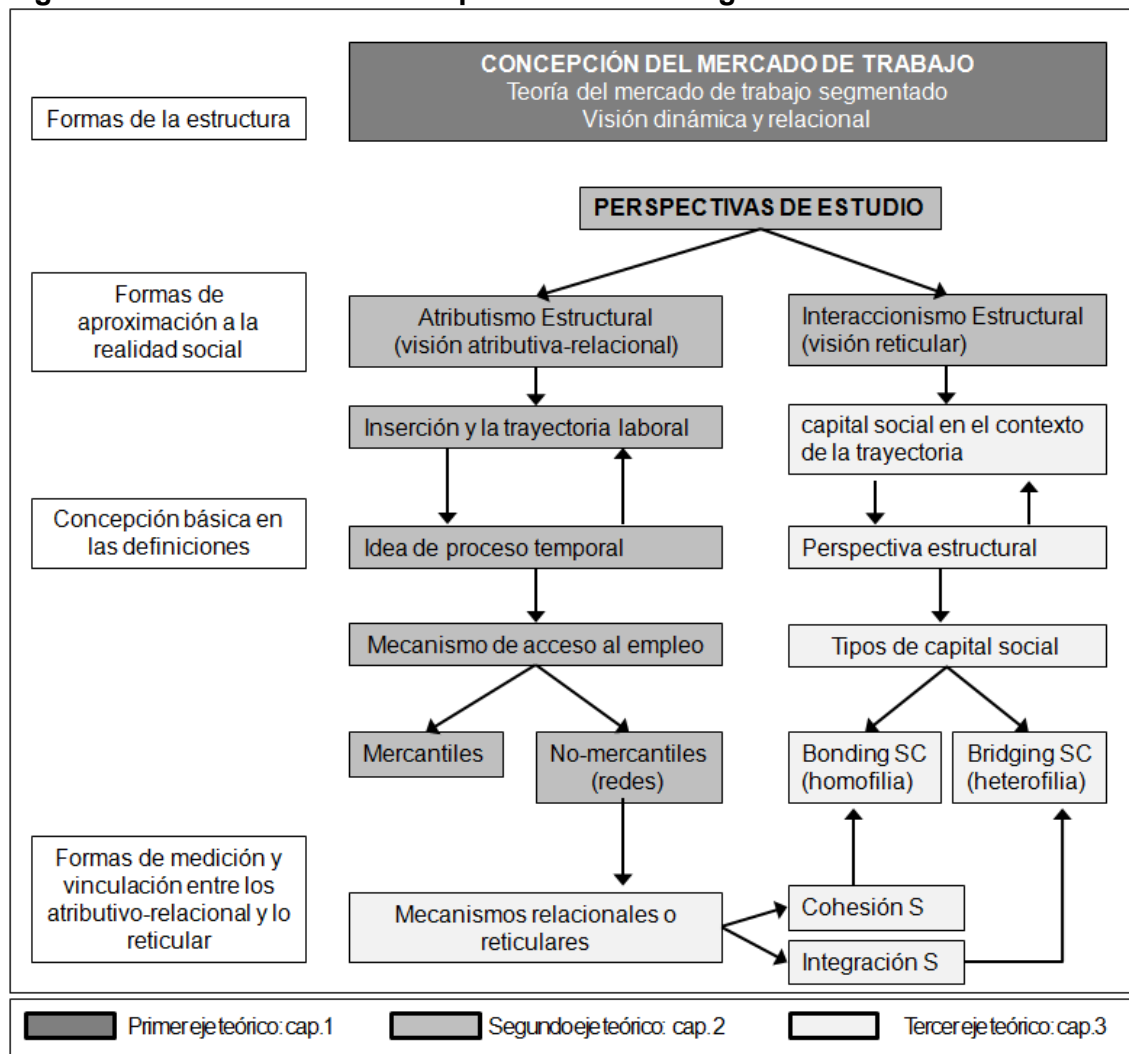 CONCEPCIÓN DEL MERCADO DE TRABAJO
Teoría del mercado de trabajo segmentado
Visión dinámica y relacional
Formas de la estructura
PERSPECTIVAS DE ESTUDIO
Formas de
aproximación a la
realidad social
Atributismo Estructural
(visión atributiva-relacional)
Interaccionismo Estructural
(visión reticular)
Inserción y la trayectoria laboral
capital social en el contexto
de la trayectoria
Concepción básica en
las definiciones
Idea de proceso temporal
Perspectiva estructural
Mecanismo de acceso al empleo
Tipos de capital social
Mercantiles
No-mercantiles
(redes)
Bonding SC
(homofilia)
Bridging SC
(heterofilia)
Formas de medición y
vinculación entre los
atributivo-relacional y lo
reticular
Mecanismos relacionales o
reticulares
Cohesión S
Integración S
Primer eje teórico: cap.1
Segundo eje teórico: cap. 2
Tercer eje teórico: cap.3